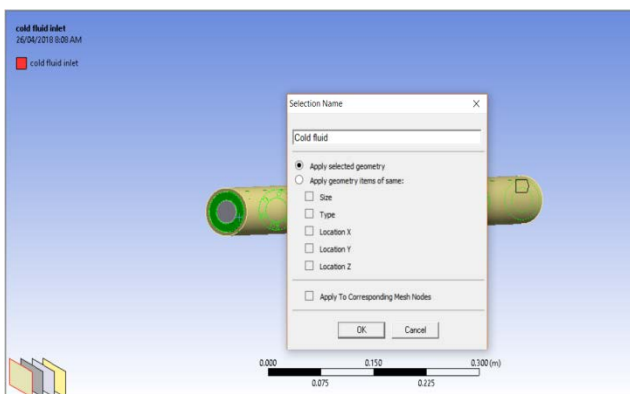 cold fluid inlet
26/04/2018 8:08 AM
cold fluid inlet
Selection Name
Cold fluid
Apply selected geometry
Apply geometry items of same:
Size
Type
Location X
Location Y
Location Z
Apply To Corresponding Mesh Nodes
OK Cancel
0.000 0.150 0.300 (m)
0.075 0.225